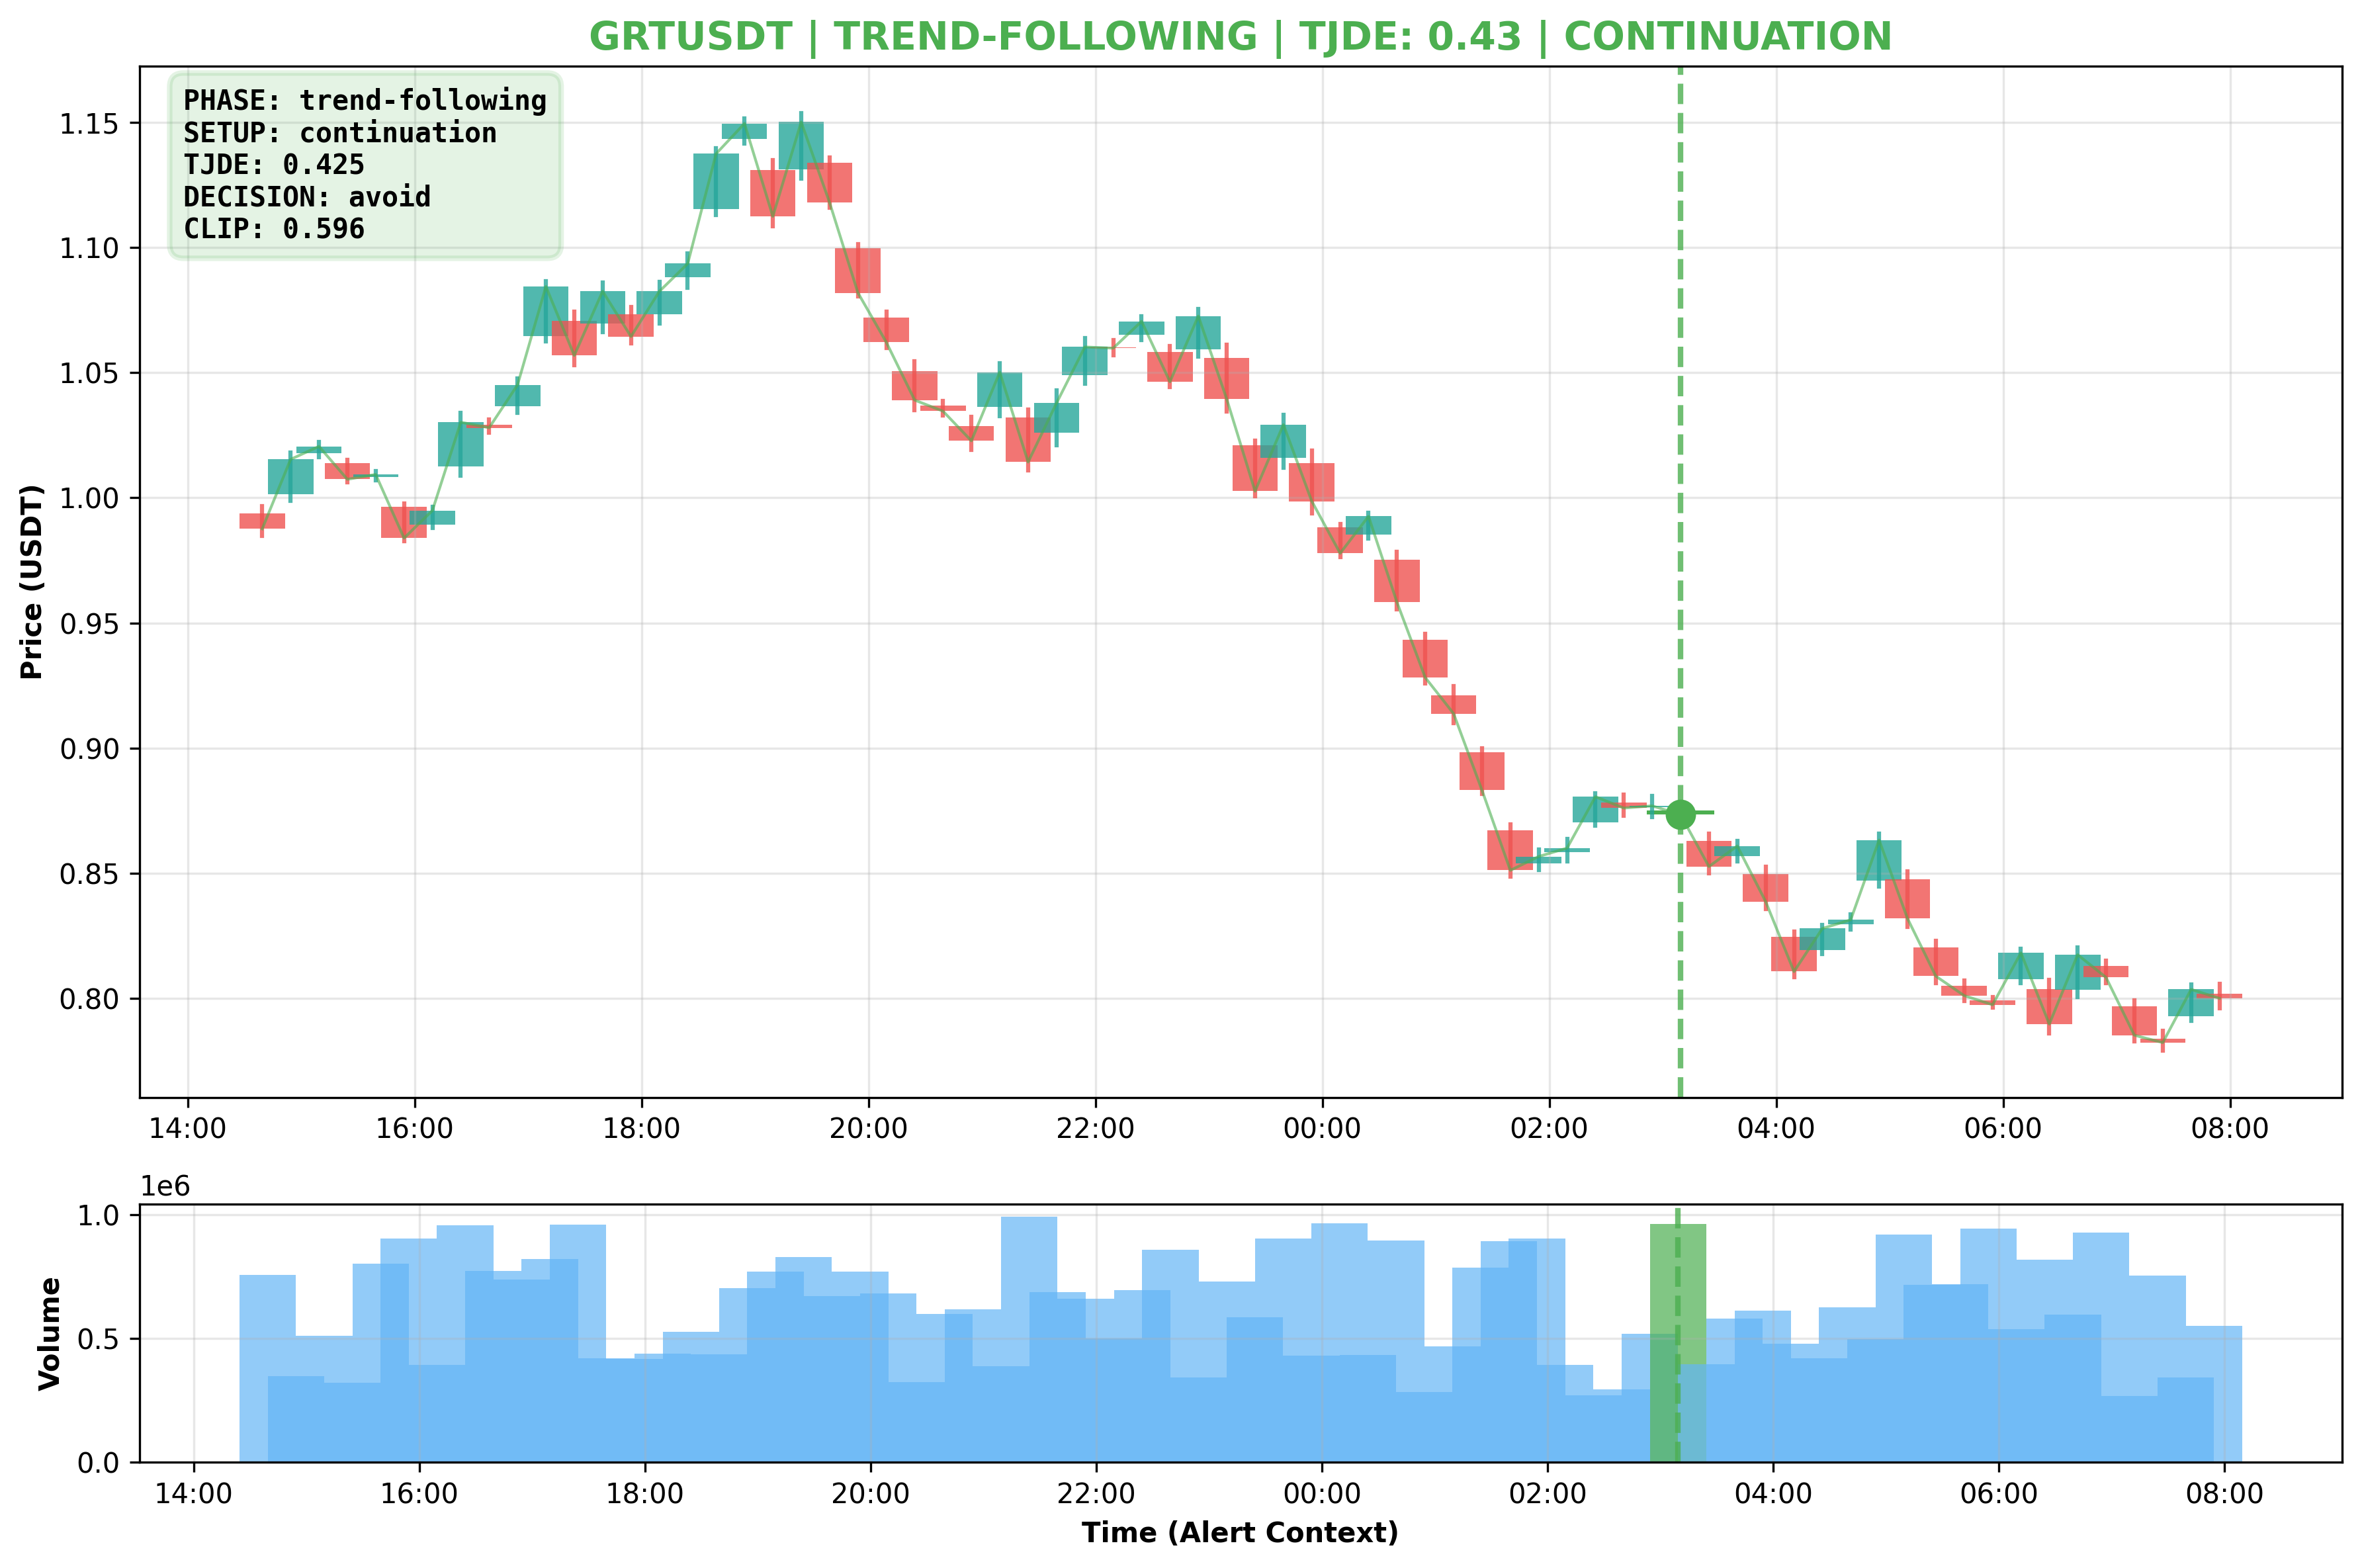 GRTUSDT | TREND-FOLLOWING | TJDE: 0.43 | CONTINUATION
PHASE: trend-following
SETUP: continuation
TJDE: 0.425
DECISION: avoid
CLIP: 0.596
Price (USDT)
1.15
1.10
1.05
1.00
0.95
0.90
0.85
0.80
14:00 16:00 18:00 20:00 22:00 00:00 02:00 04:00 06:00 08:00
1e6
Volume
1.0
0.5
0.0
14:00 16:00 18:00 20:00 22:00 00:00 02:00 04:00 06:00 08:00
Time (Alert Context)